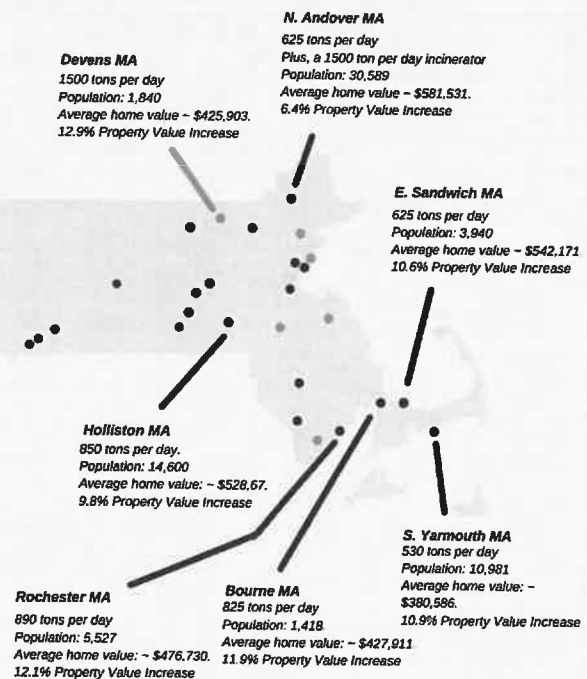 N. Andover MA
625 tons per day
Plus, a 1500 ton per day incinerator
Population: 30,589
Average home value ~ $581,531.
6.4% Property Value Increase
Devens MA
1500 tons per day
Population: 1,840
Average home value ~ $425,903.
12.9% Property Value Increase
E. Sandwich MA
625 tons per day
Population: 3,940
Average home value ~ $542,171
10.6% Property Value Increase
Holliston MA
850 tons per day.
Population: 14,600
Average home value: ~ $528,67.
9.8% Property Value Increase
S. Yarmouth MA
530 tons per day
Population: 10,981
Average home value: ~
$380,586.
10.9% Property Value Increase
Rochester MA
890 tons per day
Population: 5,527
Average home value: ~ $476.730.
12.1% Property Value Increase
Bourne MA
825 tons per day
Population: 1,418
Average home value: ~ $427,911
11.9% Property Value Increase